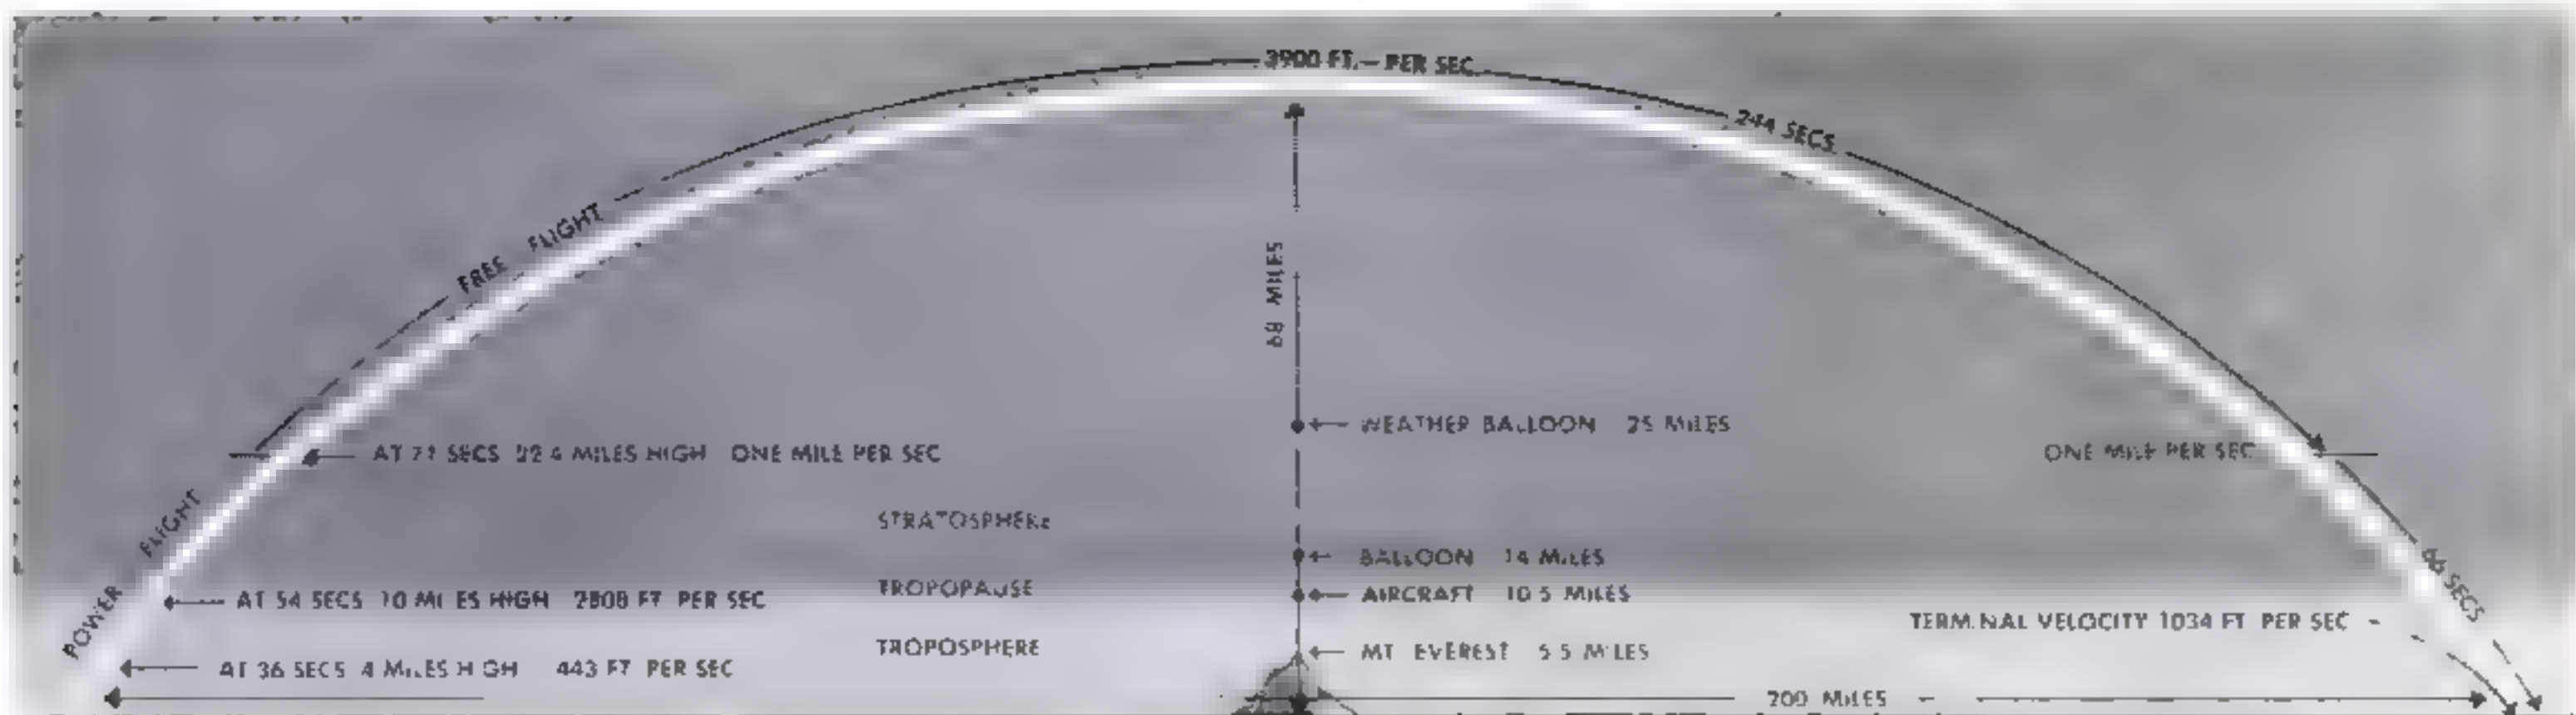 3900 FT. — PER SEC
244 SECS.
FREE FLIGHT
68 MILES
WEATHER BALLOON 25 MILES
AT 71 SECS 22.4 MILES HIGH ONE MILE PER SEC
ONE MILE PER SEC
STRATOSPHERE
POWER FLIGHT
BALLOON 14 MILES
TROPOPAUSE
AIRCRAFT 10.5 MILES
AT 54 SECS 10 MILES HIGH 2808 FT PER SEC
SECS
TERMINAL VELOCITY 1034 FT PER SEC
TROPOSPHERE
MT EVEREST 5.5 MILES
AT 36 SECS 4 MILES HIGH 443 FT PER SEC
200 MILES